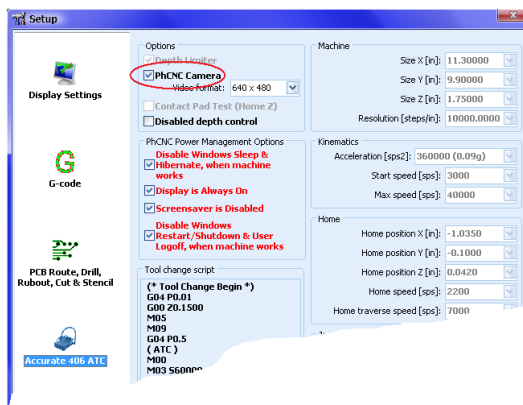 Setup
Display Settings
G-code
PCB Route, Drill,
Rubout, Cut & Stencil
Accurate 406 ATC
Options
Depth Limiter
PhCNC Camera
Video format: 640 x 480
Contact Pad Test (Home Z)
Disabled depth control
PhCNC Power Management Options
Disable Windows Sleep &
Hibernate, when machine
works
Display is Always On
Screensaver is Disabled
Disable Windows
Restart/Shutdown & User
Logoff, when machine works
Tool change script
(* Tool Change Begin *)
G04 P0.01
G00 Z0.1500
M05
M09
G04 P0.5
( ATC )
M00
M03 S60000
Machine
Size X [in]: 11.30000
Size Y [in]: 9.90000
Size Z [in]: 1.75000
Resolution [steps/in]: 10000.0000
Kinematics
Acceleration [sps2]: 360000 (0.09g)
Start speed [sps]: 3000
Max speed [sps]: 40000
Home
Home position X [in]: -1.0350
Home position Y [in]: -0.1000
Home position Z [in]: 0.0420
Home speed [sps]: 2200
Home traverse speed [sps]: 7000